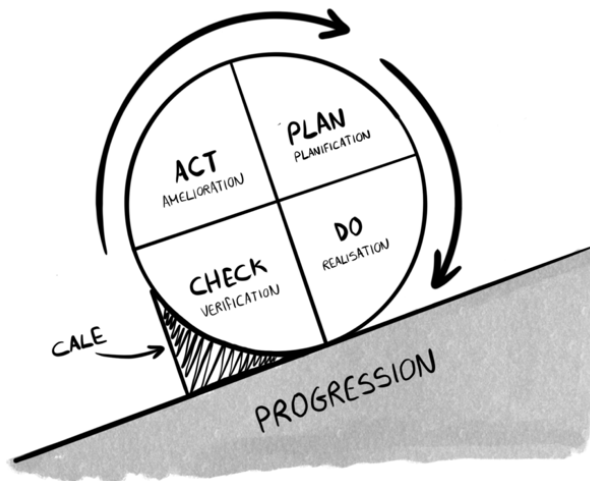 PLAN
PLANIFICATION
ACT
AMELIORATION
DO
REALISATION
CHECK
VERIFICATION
CALE
PROGRESSION